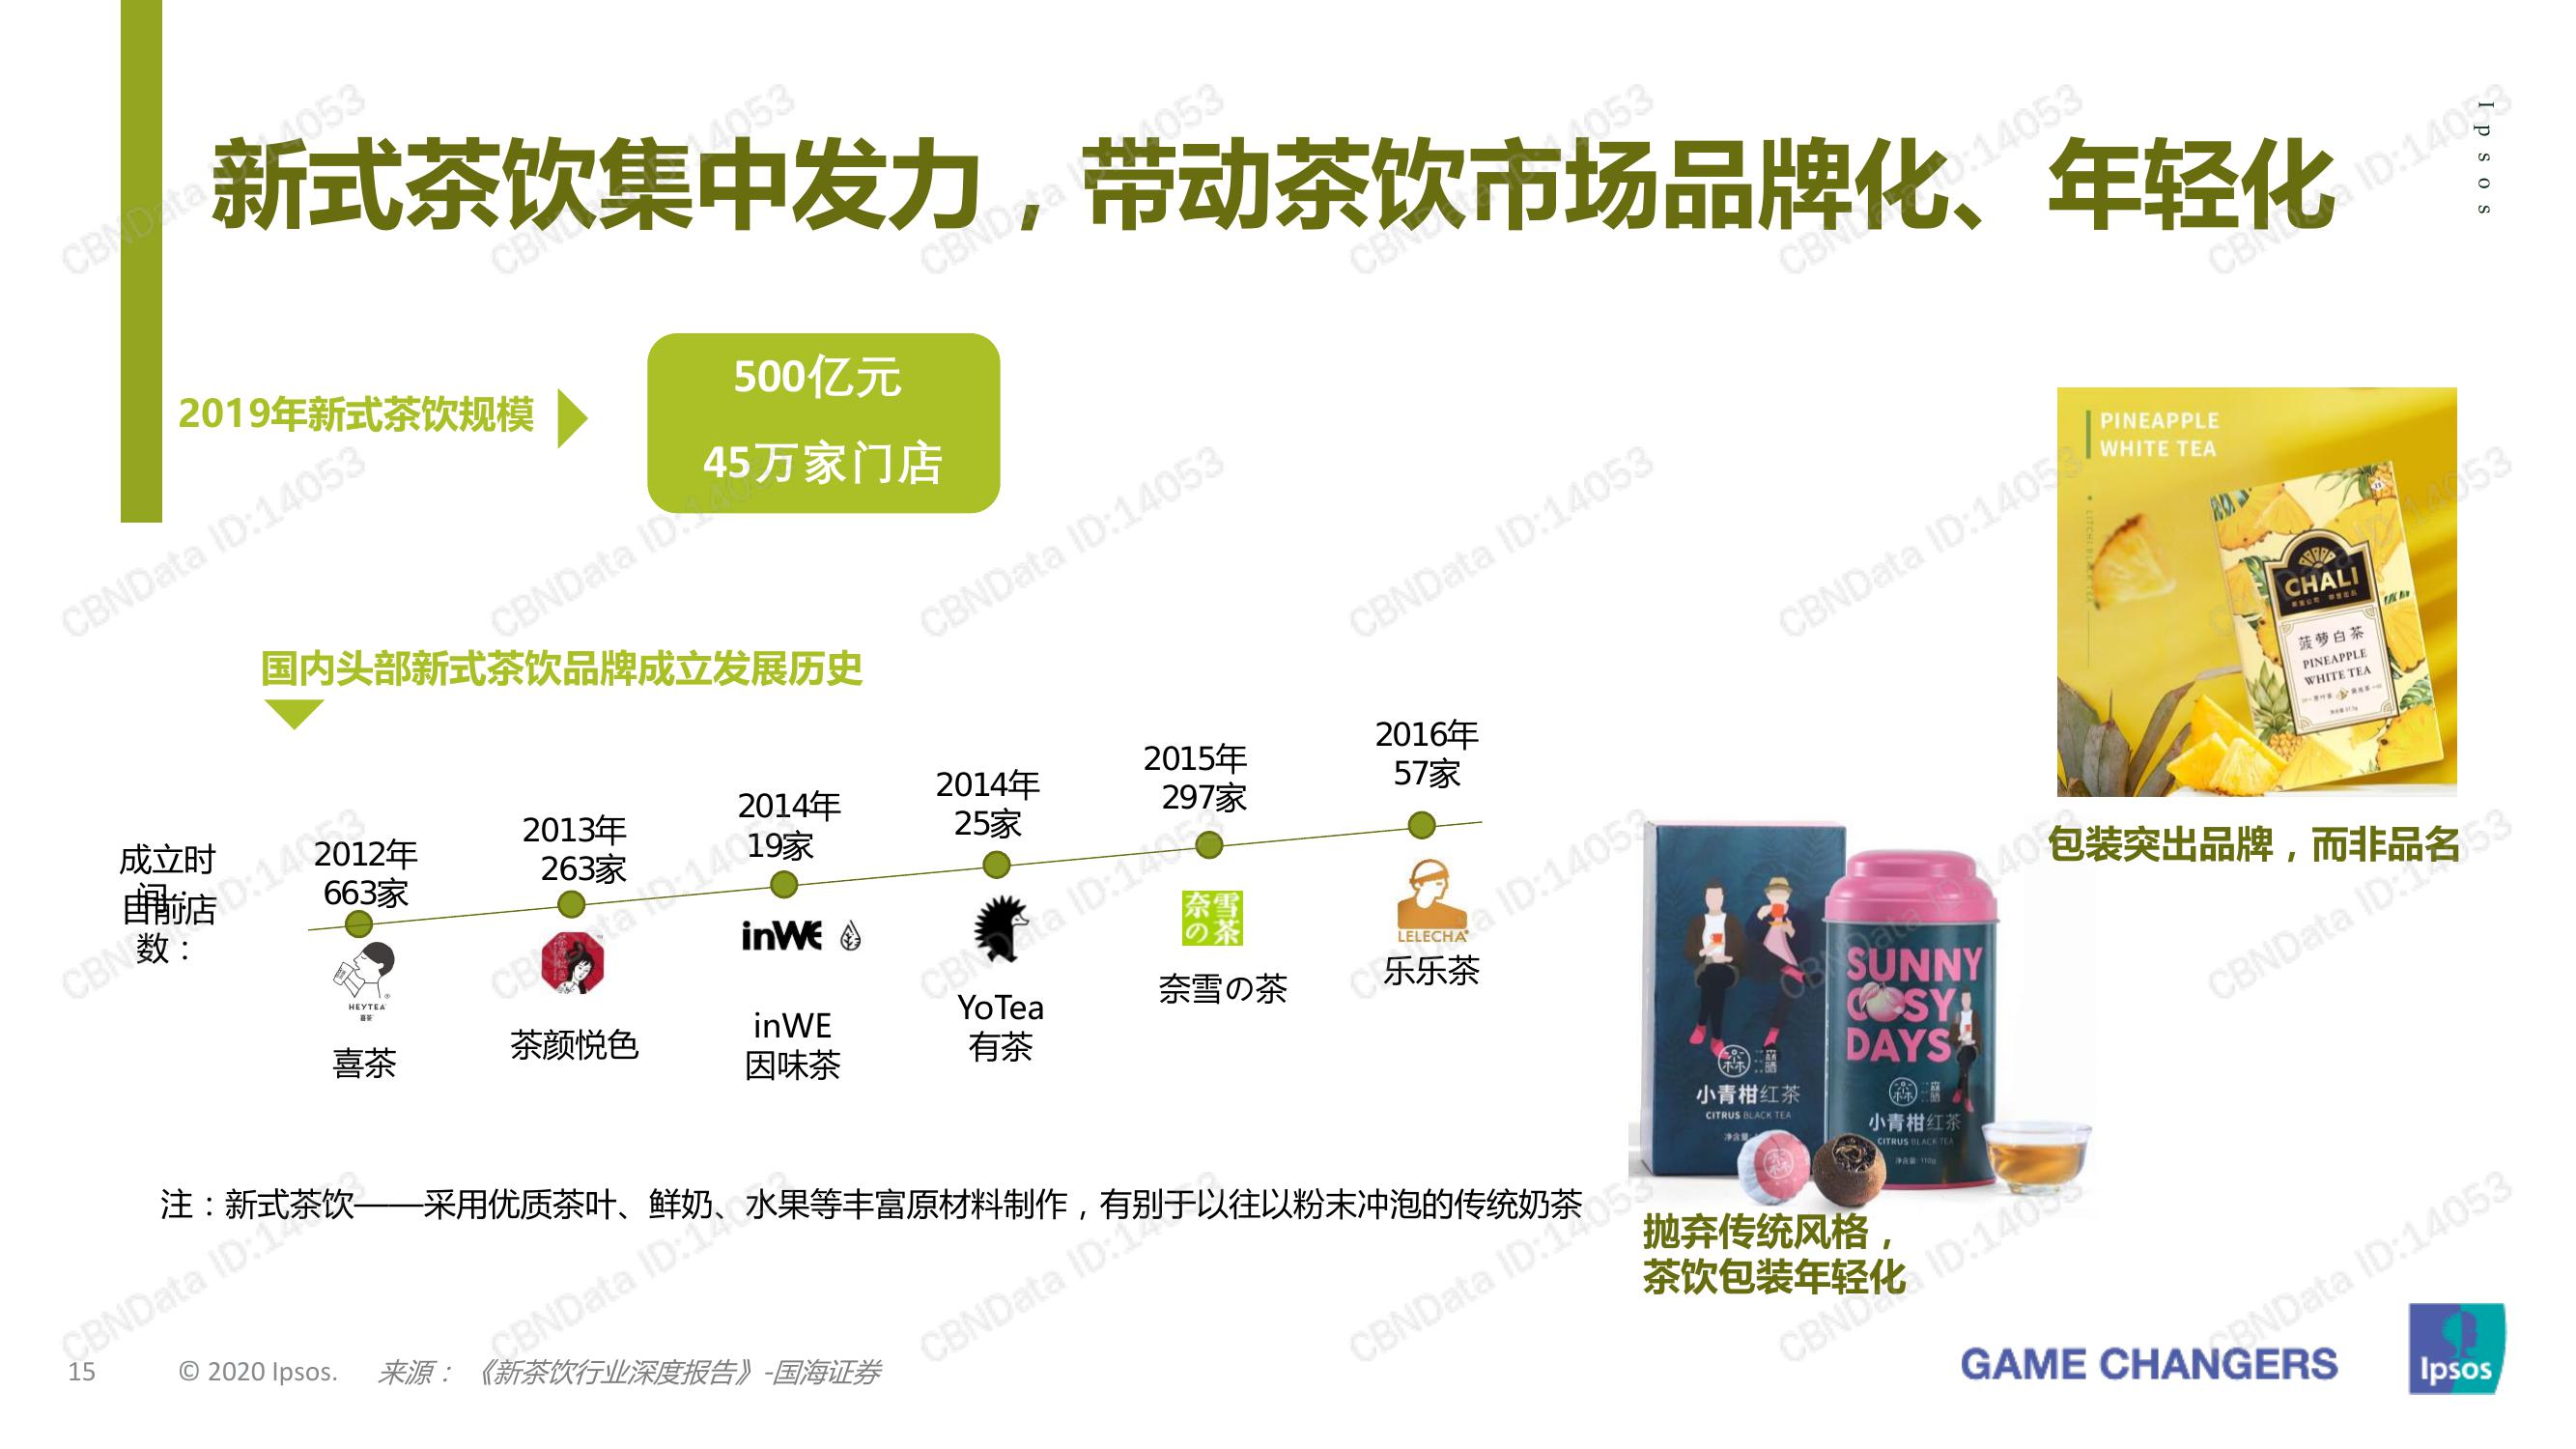 新式茶饮集中发力，带动茶饮市场品牌化、年轻化
Ipsos
2019年新式茶饮规模
500亿元
45万家门店
国内头部新式茶饮品牌成立发展历史
成立时间：
目前店数：
2012年
663家
HEYTEA
喜茶
喜茶
2013年
263家
茶颜悦色
2014年
19家
inWE
inWE
因味茶
2014年
25家
YoTea
有茶
2015年
297家
奈雪の茶
奈雪の茶
2016年
57家
LELECHA
乐乐茶
PINEAPPLE
WHITE TEA
CHALI
菠萝白茶
PINEAPPLE
WHITE TEA
包装突出品牌，而非品名
小青柑红茶
CITRUS BLACK TEA
净含量
SUNNY
COSY
DAYS
小青柑红茶
CITRUS BLACK TEA
净含量 110g
抛弃传统风格，
茶饮包装年轻化
注：新式茶饮——采用优质茶叶、鲜奶、水果等丰富原材料制作，有别于以往以粉末冲泡的传统奶茶
15
© 2020 Ipsos.
来源：《新茶饮行业深度报告》-国海证券
GAME CHANGERS
Ipsos
CBNData ID:14053